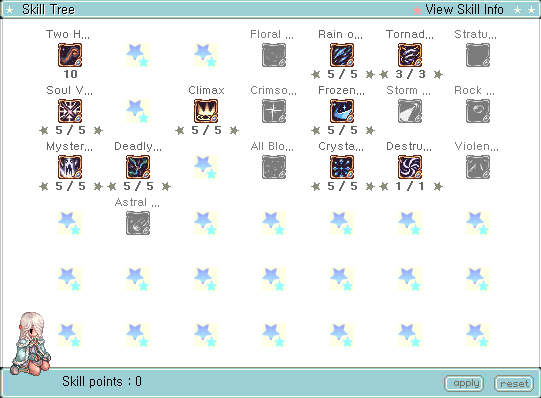 Skill Tree
View Skill Info
Two H...
Floral ...
Rain o...
Tornad...
Stratu...
10
5 / 5
3 / 3
Soul V...
Climax
Crimso...
Frozen...
Storm ...
Rock ...
5 / 5
5 / 5
5 / 5
Myster...
Deadly...
All Blo...
Crysta...
Destru...
Violen...
5 / 5
5 / 5
5 / 5
1 / 1
Astral ...
Skill points : 0
apply
reset